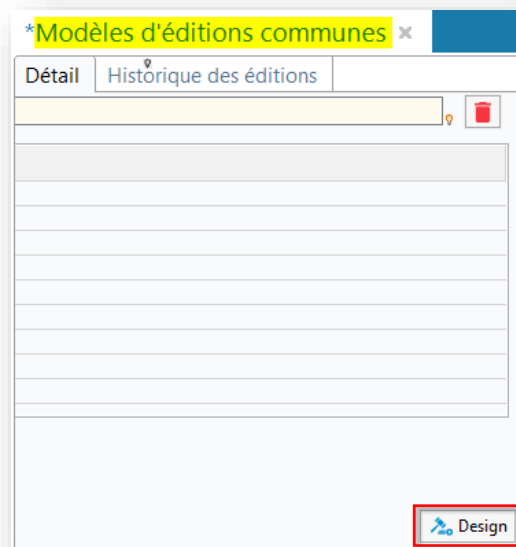 *Modèles d'éditions communes ×
Détail Historique des éditions
Design